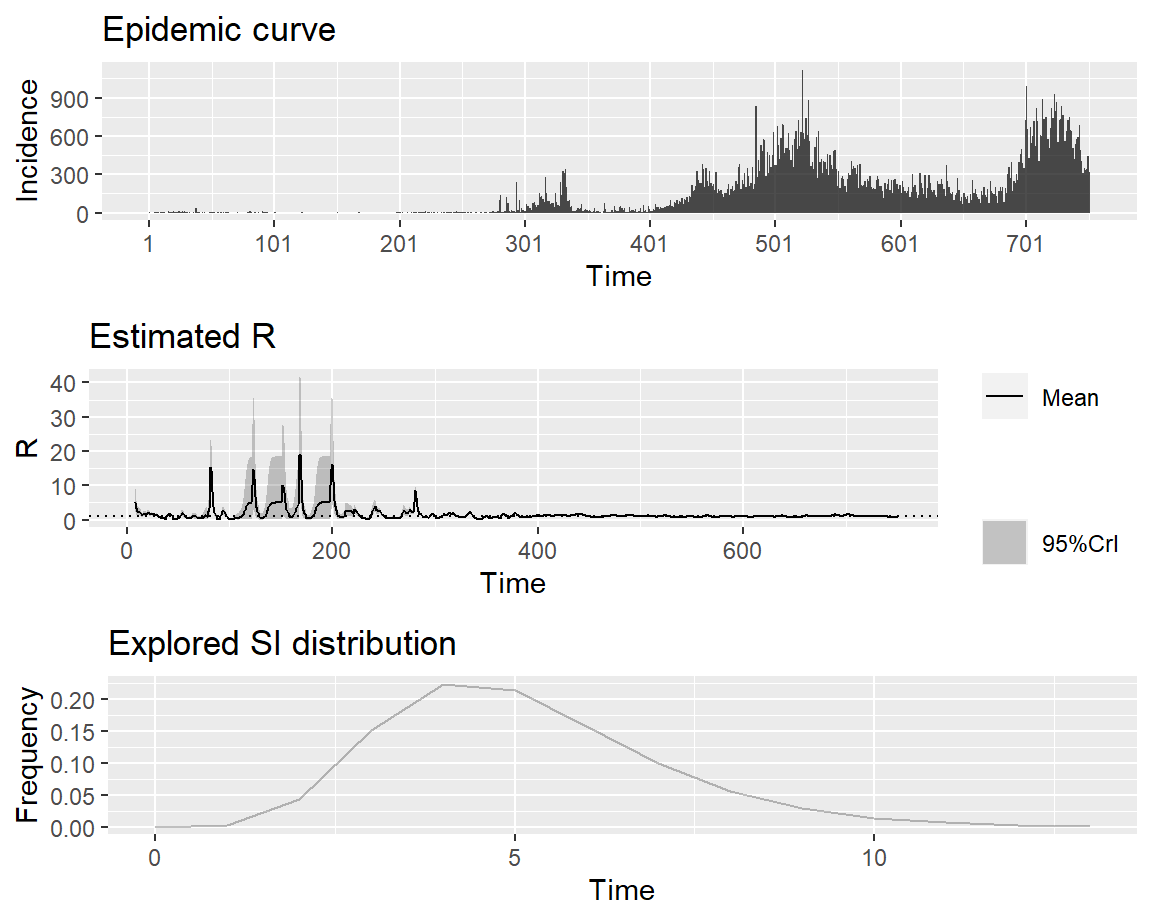 Epidemic curve
Incidence
900
600
300
0
1 101 201 301 401 501 601 701
Time
Estimated R
R
40
30
20
10
0
0 200 400 600
Time
Mean
95%CrI
Explored SI distribution
Frequency
0.20
0.15
0.10
0.05
0.00
0 5 10
Time